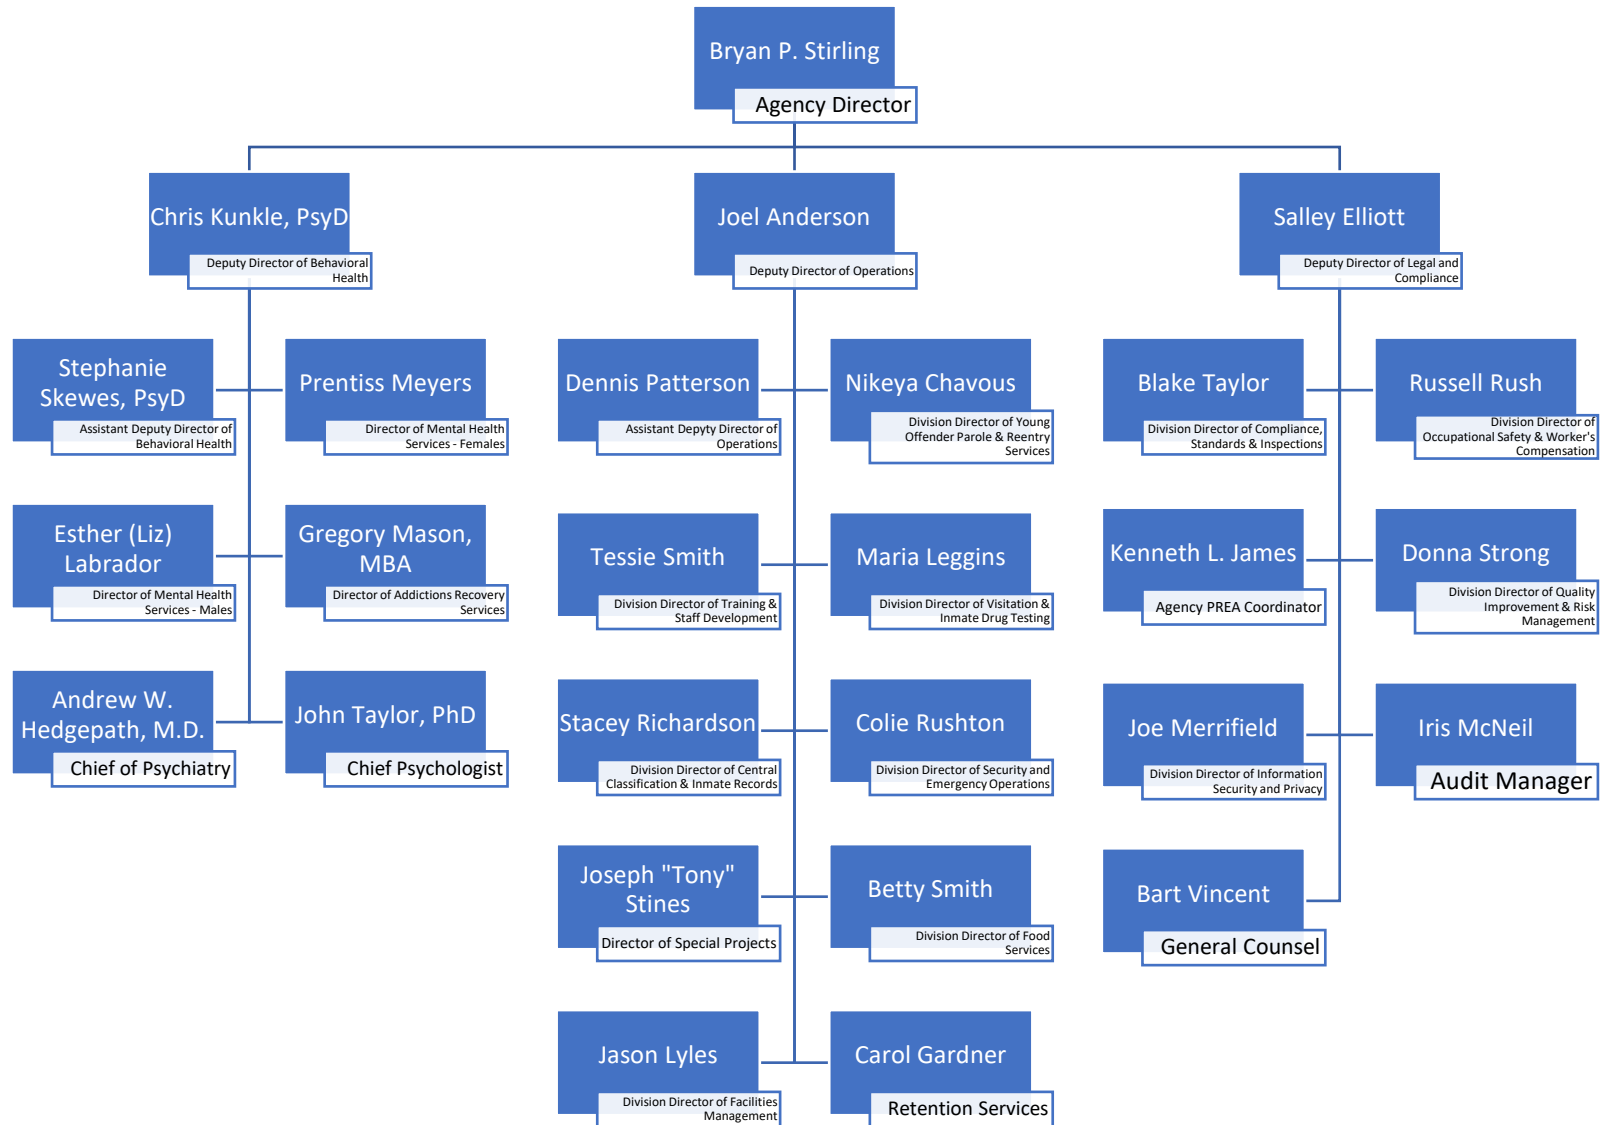 Bryan P. Stirling
Agency Director
Chris Kunkle, PsyD
Deputy Director of Behavioral
Health
Joel Anderson
Deputy Director of Operations
Salley Elliott
Deputy Director of Legal and
Compliance
Stephanie
Skewes, PsyD
Assistant Deputy Director of
Behavioral Health
Prentiss Meyers
Director of Mental Health
Services - Females
Esther (Liz)
Labrador
Director of Mental Health
Services - Males
Gregory Mason,
MBA
Director of Addictions Recovery
Services
Andrew W.
Hedgepath, M.D.
Chief of Psychiatry
John Taylor, PhD
Chief Psychologist
Dennis Patterson
Assistant Depyty Director of
Operations
Nikeya Chavous
Division Director of Young
Offender Parole & Reentry
Services
Tessie Smith
Division Director of Training &
Staff Development
Maria Leggins
Division Director of Visitation &
Inmate Drug Testing
Stacey Richardson
Division Director of Central
Classification & Inmate Records
Colie Rushton
Division Director of Security and
Emergency Operations
Joseph "Tony"
Stines
Director of Special Projects
Betty Smith
Division Director of Food
Services
Jason Lyles
Division Director of Facilities
Management
Carol Gardner
Retention Services
Blake Taylor
Division Director of Compliance,
Standards & Inspections
Russell Rush
Division Director of
Occupational Safety & Worker's
Compensation
Kenneth L. James
Agency PREA Coordinator
Donna Strong
Division Director of Quality
Improvement & Risk
Management
Joe Merrifield
Division Director of Information
Security and Privacy
Iris McNeil
Audit Manager
Bart Vincent
General Counsel